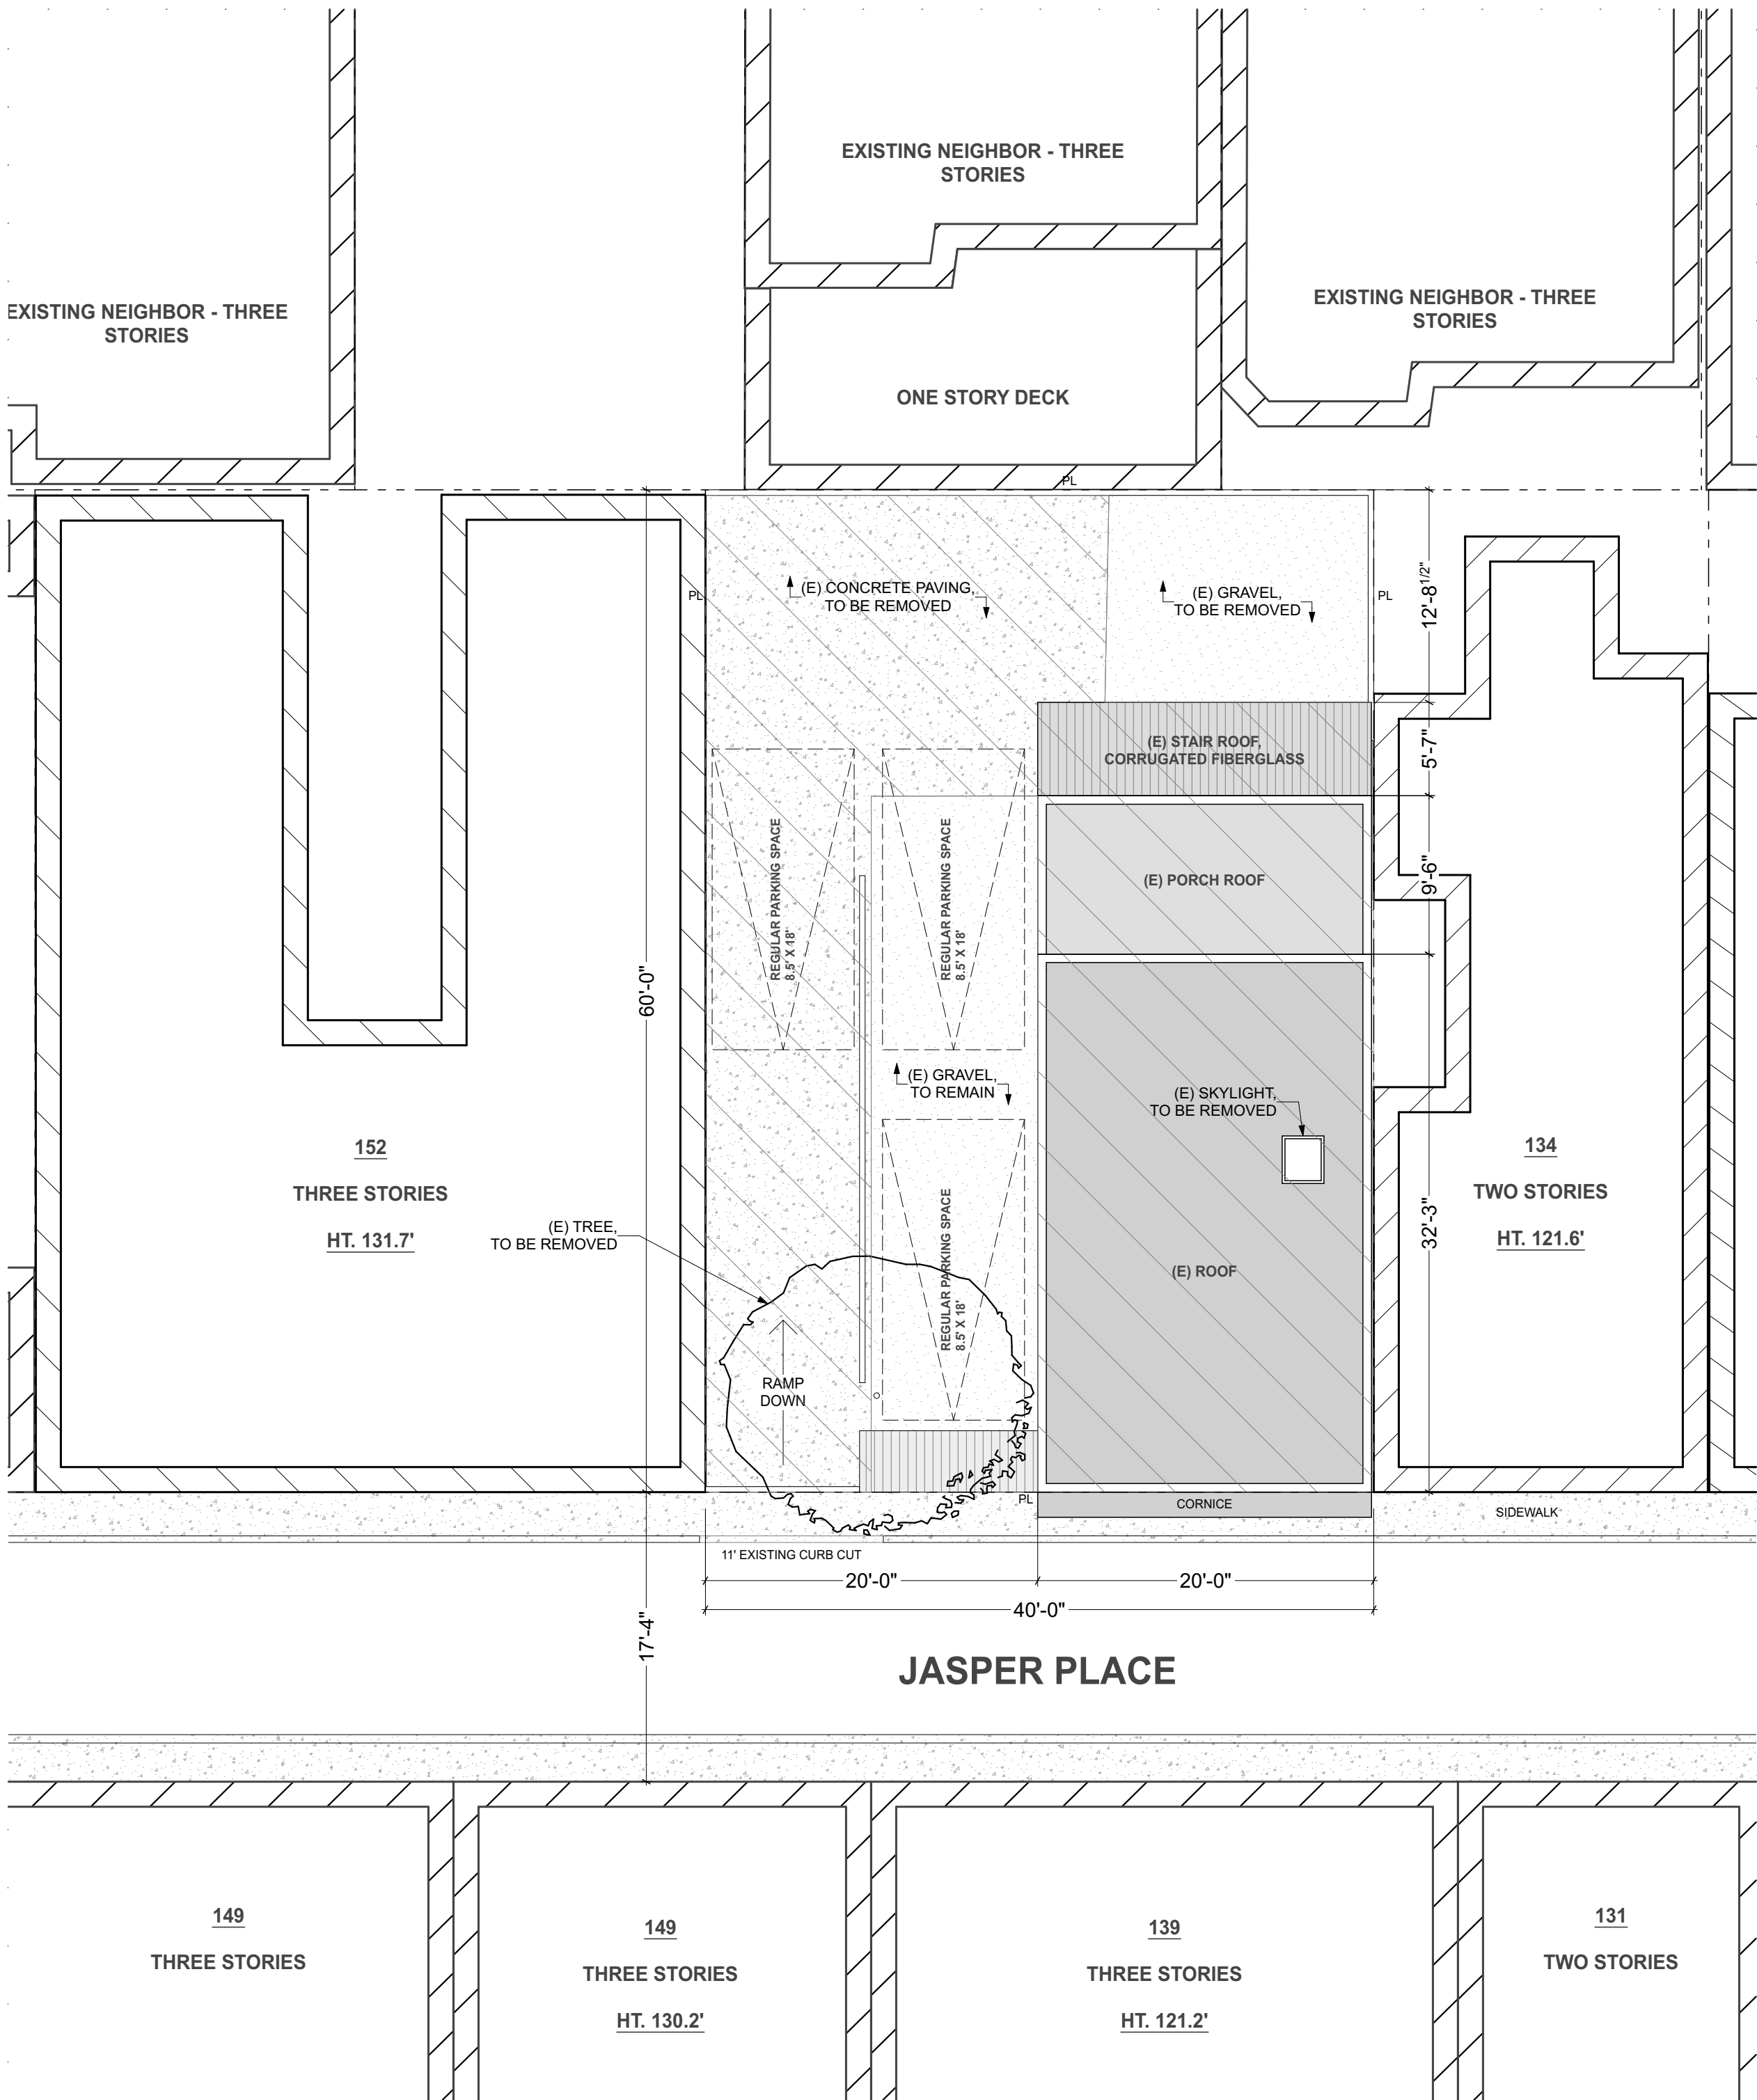 EXISTING NEIGHBOR - THREE
STORIES
EXISTING NEIGHBOR - THREE
STORIES
EXISTING NEIGHBOR - THREE
STORIES
ONE STORY DECK
PL
(E) CONCRETE PAVING,
TO BE REMOVED
(E) GRAVEL,
TO BE REMOVED
PL
PL
12'-8 1/2"
(E) STAIR ROOF,
CORRUGATED FIBERGLASS
5'-7"
REGULAR PARKING SPACE
8.5' X 18'
REGULAR PARKING SPACE
8.5' X 18'
(E) PORCH ROOF
9'-6"
60'-0"
(E) GRAVEL,
TO REMAIN
(E) SKYLIGHT,
TO BE REMOVED
152
THREE STORIES
HT. 131.7'
134
TWO STORIES
HT. 121.6'
(E) TREE,
TO BE REMOVED
REGULAR PARKING SPACE
8.5' X 18'
32'-3"
(E) ROOF
RAMP
DOWN
PL
CORNICE
SIDEWALK
11' EXISTING CURB CUT
20'-0"
20'-0"
40'-0"
17'-4"
JASPER PLACE
149
THREE STORIES
149
THREE STORIES
HT. 130.2'
139
THREE STORIES
HT. 121.2'
131
TWO STORIES